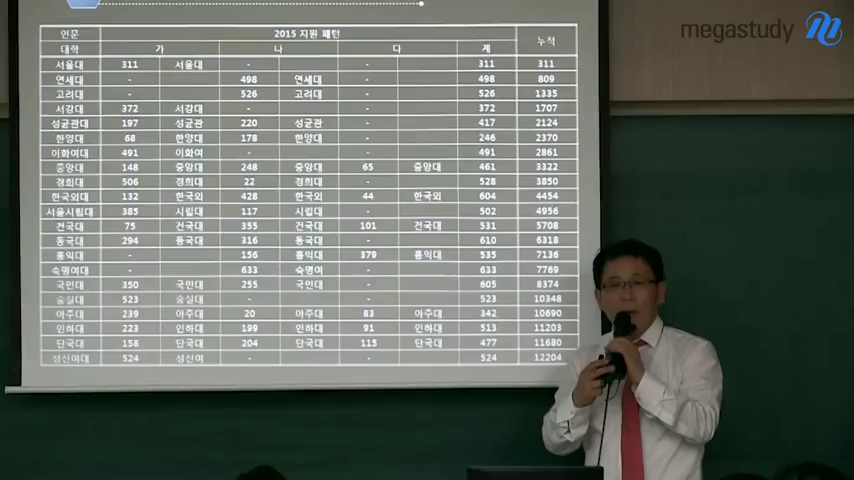 megastudy
인문 2015 지원 패턴 누적
대학 가 나 다 계
서울대 311 서울대 - - 311 311
연세대 - 498 연세대 - 498 809
고려대 - 526 고려대 - 526 1335
서강대 372 서강대 - - 372 1707
성균관대 197 성균관 220 성균관 - 417 2124
한양대 68 한양대 178 한양대 - 246 2370
이화여대 491 이화여 - - 491 2861
중앙대 148 중앙대 248 중앙대 65 중앙대 461 3322
경희대 506 경희대 22 경희대 - 528 3850
한국외대 132 한국외 428 한국외 44 한국외 604 4454
서울시립대 385 시립대 117 시립대 - 502 4956
건국대 75 건국대 355 건국대 101 건국대 531 5708
동국대 294 동국대 316 동국대 - 610 6318
홍익대 - 156 홍익대 379 홍익대 535 7136
숙명여대 - 633 숙명여 - 633 7769
국민대 350 국민대 255 국민대 - 605 8374
숭실대 523 숭실대 - - 523 10348
아주대 239 아주대 20 아주대 83 아주대 342 10690
인하대 223 인하대 199 인하대 91 인하대 513 11203
단국대 158 단국대 204 단국대 115 단국대 477 11680
성신여대 524 성신여 - - 524 12204